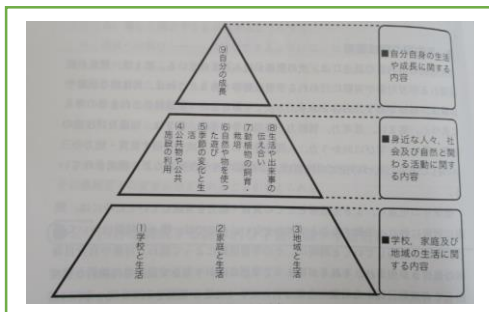 ⑨自分の成長
■自分自身の生活
や成長に関する
内容
⑧生活や出来事の
伝え合い
⑦動植物の飼育・
栽培
⑥自然や物を使っ
た遊び
⑤季節の変化と生
活
④公共物や公共
施設の利用
■身近な人々、社
会及び自然と関
わる活動に関す
る内容
①学校と生活
②家庭と生活
③地域と生活
■学校、家庭及び
地域の生活に関
する内容